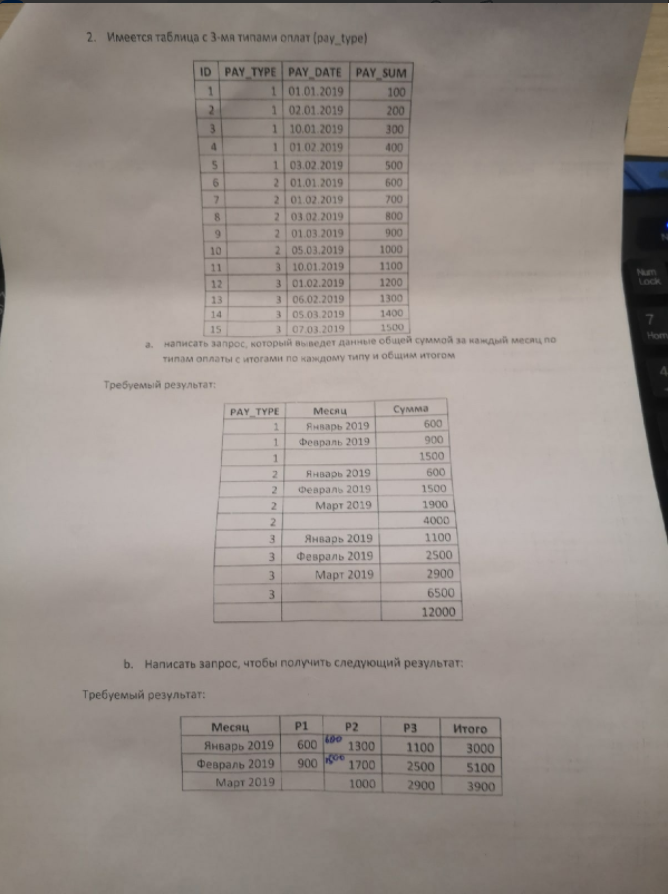 2. Имеется таблица с 3-мя типами оплат (pay_type)
ID PAY_TYPE PAY_DATE PAY_SUM
1 1 01.01.2019 100
2 1 02.01.2019 200
3 1 10.01.2019 300
4 1 01.02.2019 400
5 1 03.02.2019 500
6 2 01.01.2019 600
7 2 01.02.2019 700
8 2 03.02.2019 800
9 2 01.03.2019 900
10 2 05.03.2019 1000
11 3 10.01.2019 1100
12 3 01.02.2019 1200
13 3 06.02.2019 1300
14 3 05.03.2019 1400
15 3 07.03.2019 1500
a. написать запрос, который выведет данные общей суммой за каждый месяц по
типам оплаты с итогами по каждому типу и общим итогом
Требуемый результат:
PAY_TYPE Месяц Сумма
1 Январь 2019 600
1 Февраль 2019 900
1 1500
2 Январь 2019 600
2 Февраль 2019 1500
2 Март 2019 1900
2 4000
3 Январь 2019 1100
3 Февраль 2019 2500
3 Март 2019 2900
3 6500
12000
b. Написать запрос, чтобы получить следующий результат:
Требуемый результат:
Месяц P1 P2 P3 Итого
Январь 2019 600 600 1300 1100 3000
Февраль 2019 900 1700 2500 5100
Март 2019 1000 2900 3900
Num
Lock
7
Hom
4